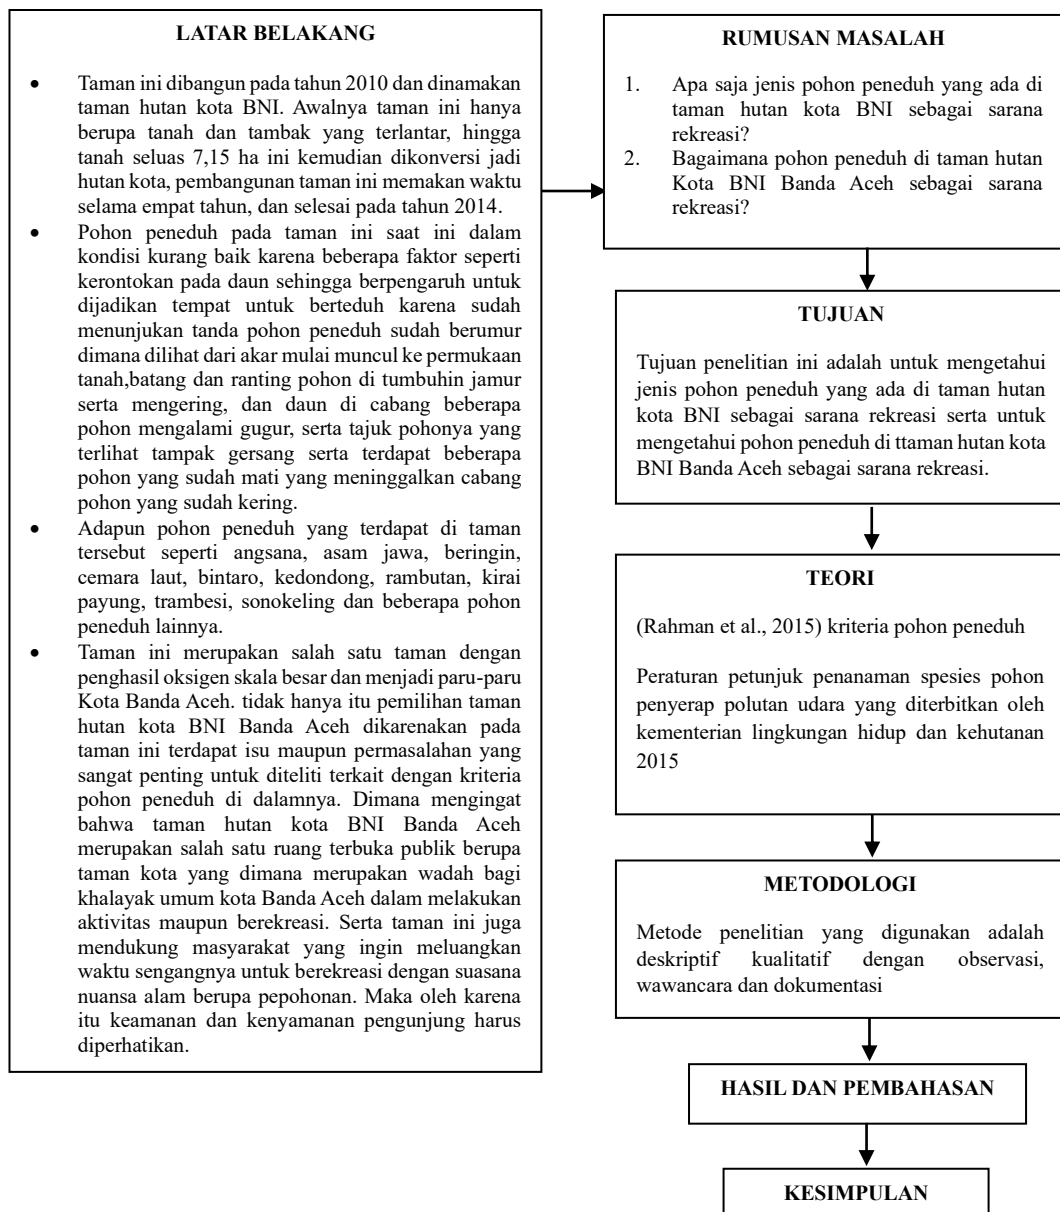 LATAR BELAKANG
• Taman ini dibangun pada tahun 2010 dan dinamakan
taman hutan kota BNI. Awalnya taman ini hanya
berupa tanah dan tambak yang terlantar, hingga
tanah seluas 7,15 ha ini kemudian dikonversi jadi
hutan kota, pembangunan taman ini memakan waktu
selama empat tahun, dan selesai pada tahun 2014.
• Pohon peneduh pada taman ini saat ini dalam
kondisi kurang baik karena beberapa faktor seperti
kerontokan pada daun sehingga berpengaruh untuk
dijadikan tempat untuk berteduh karena sudah
menunjukan tanda pohon peneduh sudah berumur
dimana dilihat dari akar mulai muncul ke permukaan
tanah,batang dan ranting pohon di tumbuhin jamur
serta mengering, dan daun di cabang beberapa
pohon mengalami gugur, serta tajuk pohonya yang
terlihat tampak gersang serta terdapat beberapa
pohon yang sudah mati yang meninggalkan cabang
pohon yang sudah kering.
• Adapun pohon peneduh yang terdapat di taman
tersebut seperti angsana, asam jawa, beringin,
cemara laut, bintaro, kedondong, rambutan, kirai
payung, trambesi, sonokeling dan beberapa pohon
peneduh lainnya.
• Taman ini merupakan salah satu taman dengan
penghasil oksigen skala besar dan menjadi paru-paru
Kota Banda Aceh. tidak hanya itu pemilihan taman
hutan kota BNI Banda Aceh dikarenakan pada
taman ini terdapat isu maupun permasalahan yang
sangat penting untuk diteliti terkait dengan kriteria
pohon peneduh di dalamnya. Dimana mengingat
bahwa taman hutan kota BNI Banda Aceh
merupakan salah satu ruang terbuka publik berupa
taman kota yang dimana merupakan wadah bagi
khalayak umum kota Banda Aceh dalam melakukan
aktivitas maupun berekreasi. Serta taman ini juga
mendukung masyarakat yang ingin meluangkan
waktu sengangnya untuk berekreasi dengan suasana
nuansa alam berupa pepohonan. Maka oleh karena
itu keamanan dan kenyamanan pengunjung harus
diperhatikan.
RUMUSAN MASALAH
1. Apa saja jenis pohon peneduh yang ada di
taman hutan kota BNI sebagai sarana
rekreasi?
2. Bagaimana pohon peneduh di taman hutan
Kota BNI Banda Aceh sebagai sarana
rekreasi?
TUJUAN
Tujuan penelitian ini adalah untuk mengetahui
jenis pohon peneduh yang ada di taman hutan
kota BNI sebagai sarana rekreasi serta untuk
mengetahui pohon peneduh di ttaman hutan kota
BNI Banda Aceh sebagai sarana rekreasi.
TEORI
(Rahman et al., 2015) kriteria pohon peneduh
Peraturan petunjuk penanaman spesies pohon
penyerap polutan udara yang diterbitkan oleh
kementerian lingkungan hidup dan kehutanan
2015
METODOLOGI
Metode penelitian yang digunakan adalah
deskriptif kualitatif dengan observasi,
wawancara dan dokumentasi
HASIL DAN PEMBAHASAN
KESIMPULAN